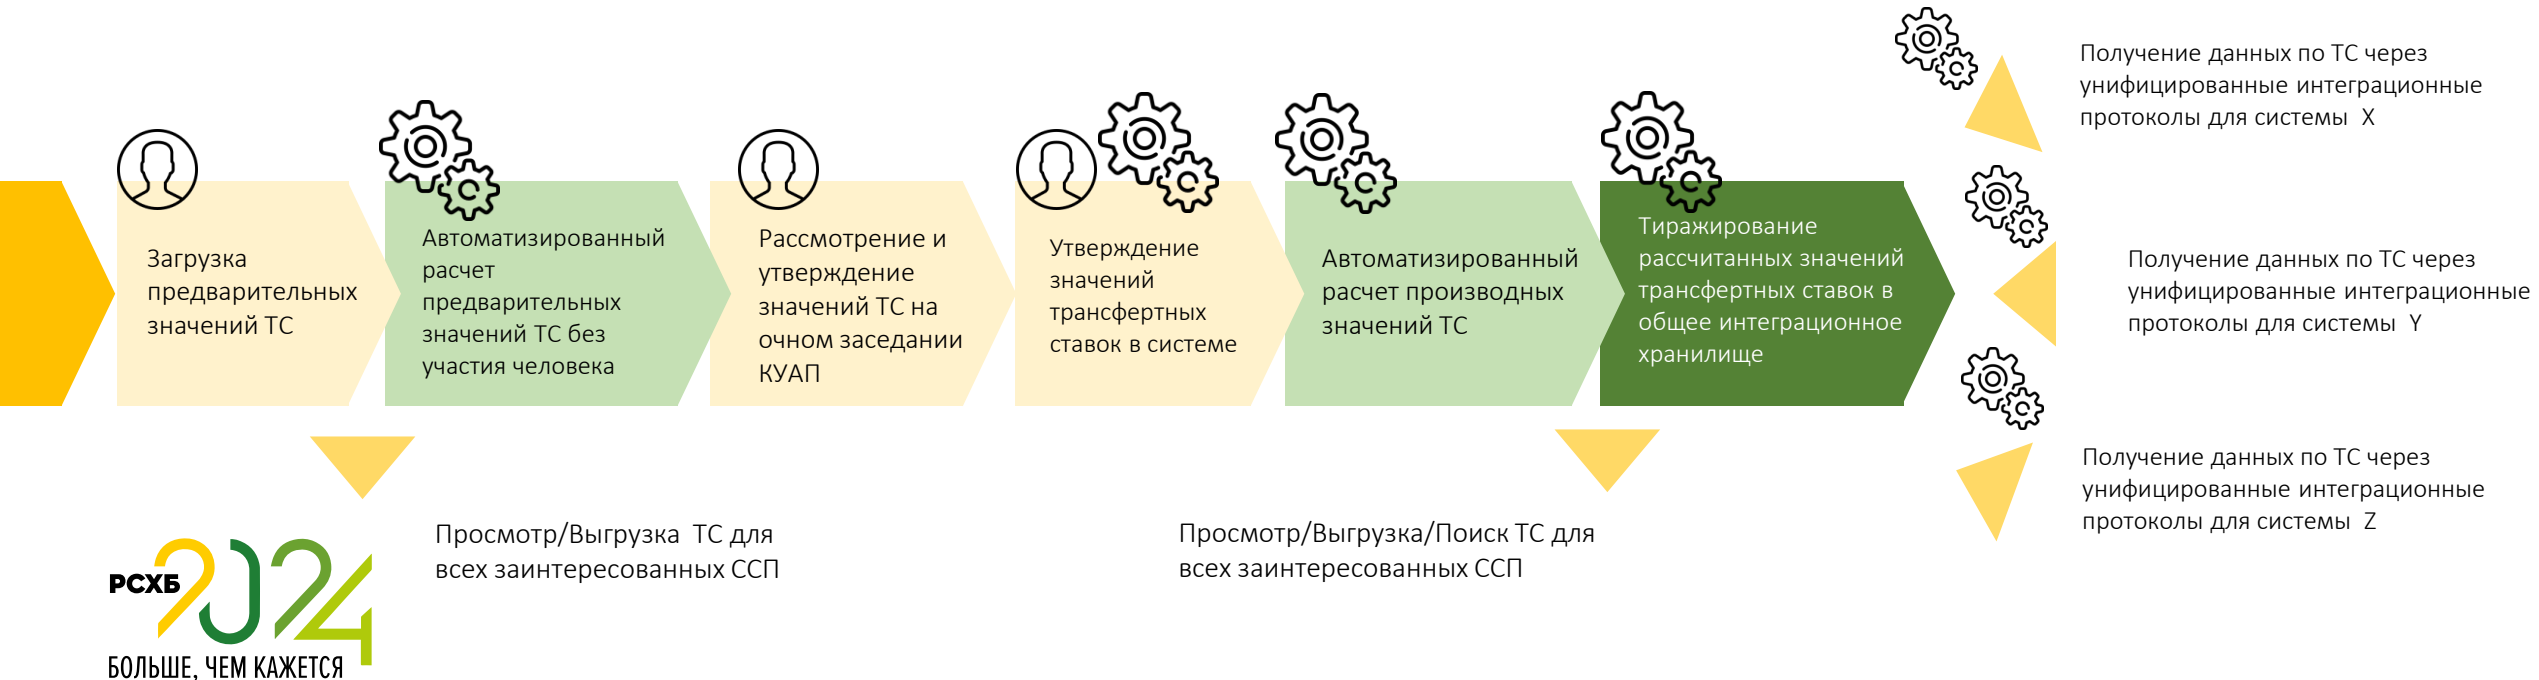 Загрузка
предварительных
значений ТС
Автоматизированный
расчет
предварительных
значений ТС без
участия человека
Рассмотрение и
утверждение
значений ТС на
очном заседании
КУАП
Утверждение
значений
трансфертных
ставок в системе
Автоматизированный
расчет производных
значений ТС
Тиражирование
рассчитанных значений
трансфертных ставок в
общее интеграционное
хранилище
Получение данных по ТС через
унифицированные интеграционные
протоколы для системы X
Получение данных по ТС через
унифицированные интеграционные
протоколы для системы Y
Получение данных по ТС через
унифицированные интеграционные
протоколы для системы Z
Просмотр/Выгрузка ТС для
всех заинтересованных ССП
Просмотр/Выгрузка/Поиск ТС для
всех заинтересованных ССП
РСХБ 2024
БОЛЬШЕ, ЧЕМ КАЖЕТСЯ